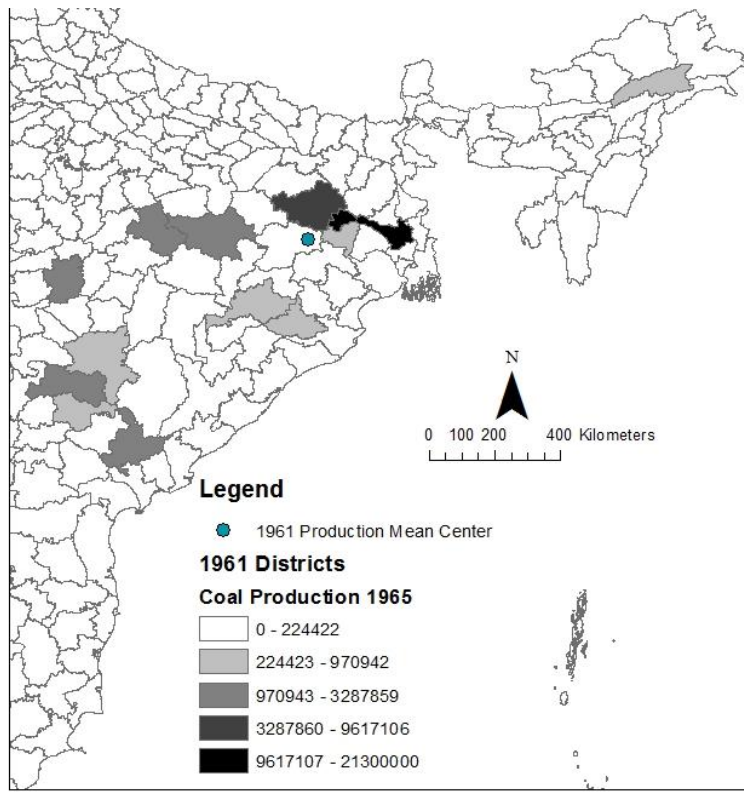 N
0 100 200 400 Kilometers
Legend
1961 Production Mean Center
1961 Districts
Coal Production 1965
0 - 224422
224423 - 970942
970943 - 3287859
3287860 - 9617106
9617107 - 21300000